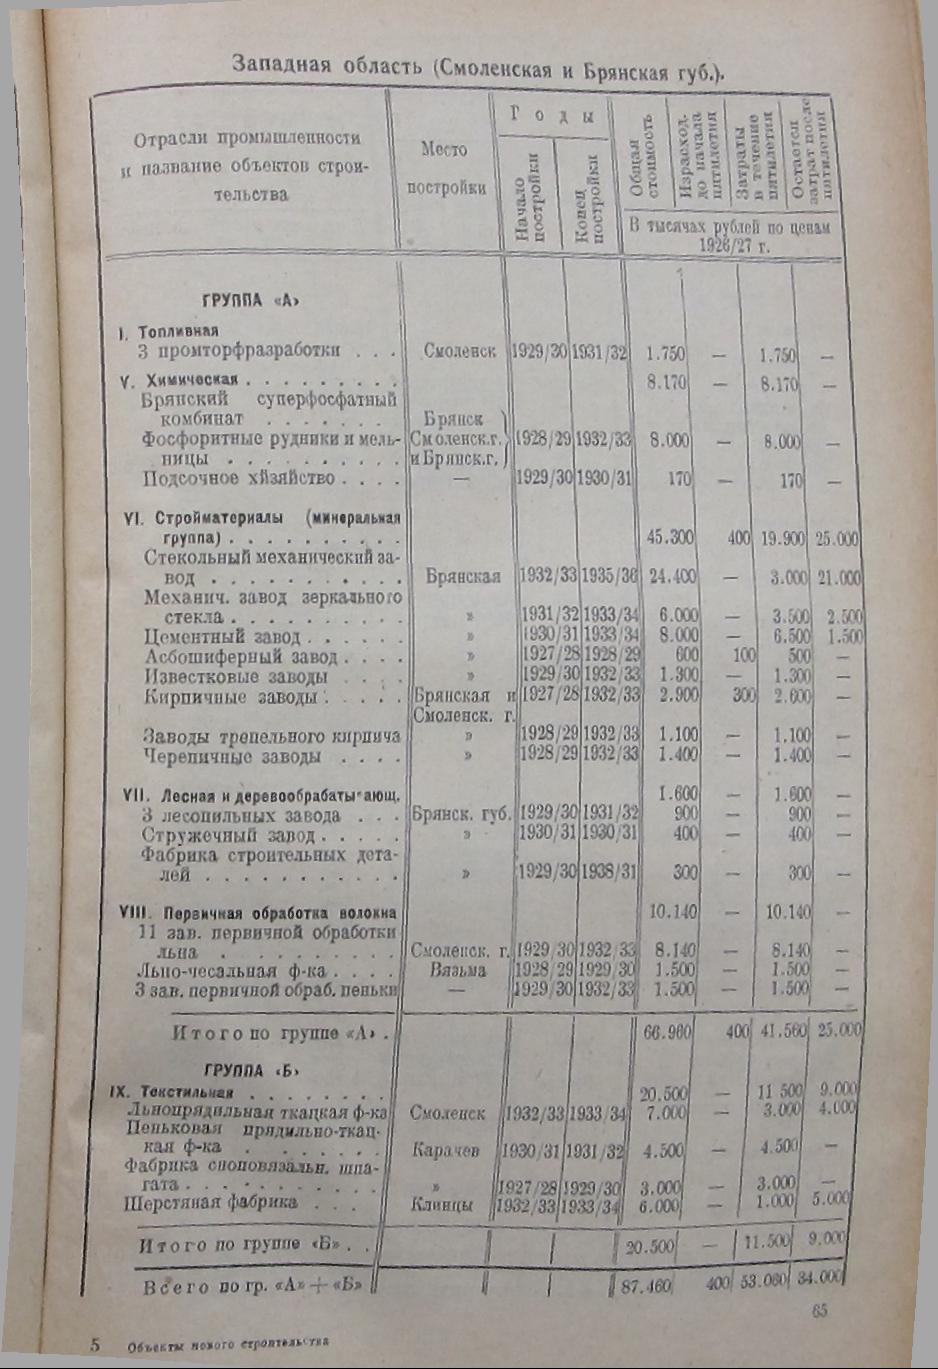 Западная область (Смоленская и Брянская губ.).
Отрасли промышленности
и название объектов строи-
тельства
Место
постройки
Годы
Начало
постройки
Конец
постройки
Общая
стоимость
Израсход.
до начала
пятилетия
Затраты
в течение
пятилетия
Остается
затрат после
пятилетия
В тысячах рублей по ценам
1926/27 г.
ГРУППА «А»
I. Топливная
3 промторфразработки . . . Смоленск 1929/30 1931/32 1.750 — 1.750 —
V. Химическая . . . . . . . . . 8.170 — 8.170 —
Брянский суперфосфатный
комбинат . . . . . . . Брянск
Фосфоритные рудники и мель- Смоленск.г. 1928/29 1932/33 8.000 — 8.000 —
ницы . . . . . . . . . . и Брянск.г.
Подсочное хйзяйство . . . . — 1929/30 1930/31 170 — 170 —
VI. Стройматериалы (минеральная
группа) . . . . . . . . . . 45.300 400 19.900 25.000
Стекольный механический за-
вод . . . . . . . . . . . Брянская 1932/33 1935/36 24.400 — 3.000 21.000
Механич. завод зеркального
стекла . . . . . . . . . . » 1931/32 1933/34 6.000 — 3.500 2.500
Цементный завод . . . . . . » 1930/31 1933/34 8.000 — 6.500 1.500
Асбошиферный завод . . . . » 1927/28 1928/29 600 100 500 —
Известковые заводы . . . . » 1929/30 1932/33 1.300 — 1.300 —
Кирпичные заводы . . . . . Брянская и 1927/28 1932/33 2.900 300 2.600 —
Смоленск. г.
Заводы трепельного кирпича » 1928/29 1932/33 1.100 — 1.100 —
Черепичные заводы . . . . » 1928/29 1932/33 1.400 — 1.400 —
VII. Лесная и деревообрабатывающ. 1.600 — 1.600 —
3 лесопильных завода . . . Брянск. губ. 1929/30 1931/32 900 — 900 —
Стружечный завод . . . . . » 1930/31 1930/31 400 — 400 —
Фабрика строительных дета-
лей . . . . . . . . . . . » 1929/30 1938/31 300 — 300 —
VIII. Первичная обработка волокна 10.140 — 10.140 —
11 зав. первичной обработки
льна . . . . . . . . . Смоленск. г. 1929/30 1932/33 8.140 — 8.140 —
Льно-чесальная ф-ка . . . . Вязьма 1928/29 1929/30 1.500 — 1.500 —
3 зав. первичной обраб. пеньки — 1929/30 1932/33 1.500 — 1.500 —
Итого по группе «А» . 66.960 400 41.560 25.000
ГРУППА «Б»
IX. Текстильная . . . . . . . . 20.500 — 11 500 9.000
Льнопрядильная ткацкая ф-ка Смоленск 1932/33 1933/34 7.000 — 3.000 4.000
Пеньковая прядильно-ткац-
кая ф-ка . . . . . . . Карачев 1930/31 1931/32 4.500 — 4.500 —
Фабрика сноповязальн. шпа-
гата . . . . . . . . . . . » 1927/28 1929/30 3.000 — 3.000 —
Шерстяная фабрика . . . Клинцы 1932/33 1933/34 6.000 — 1.000 5.000
Итого по группе «Б» . . 20.500 — 11.500 9.000
Всего по гр. «А» + «Б» 87.460 400 53.060 34.000
65
5 Объекты нового строительства